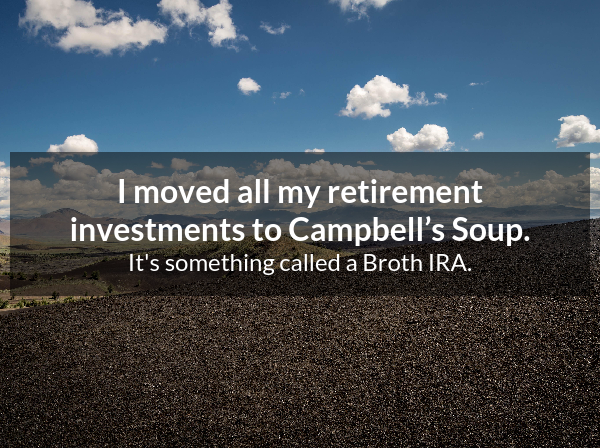 I moved all my retirement
investments to Campbell’s Soup.
It's something called a Broth IRA.